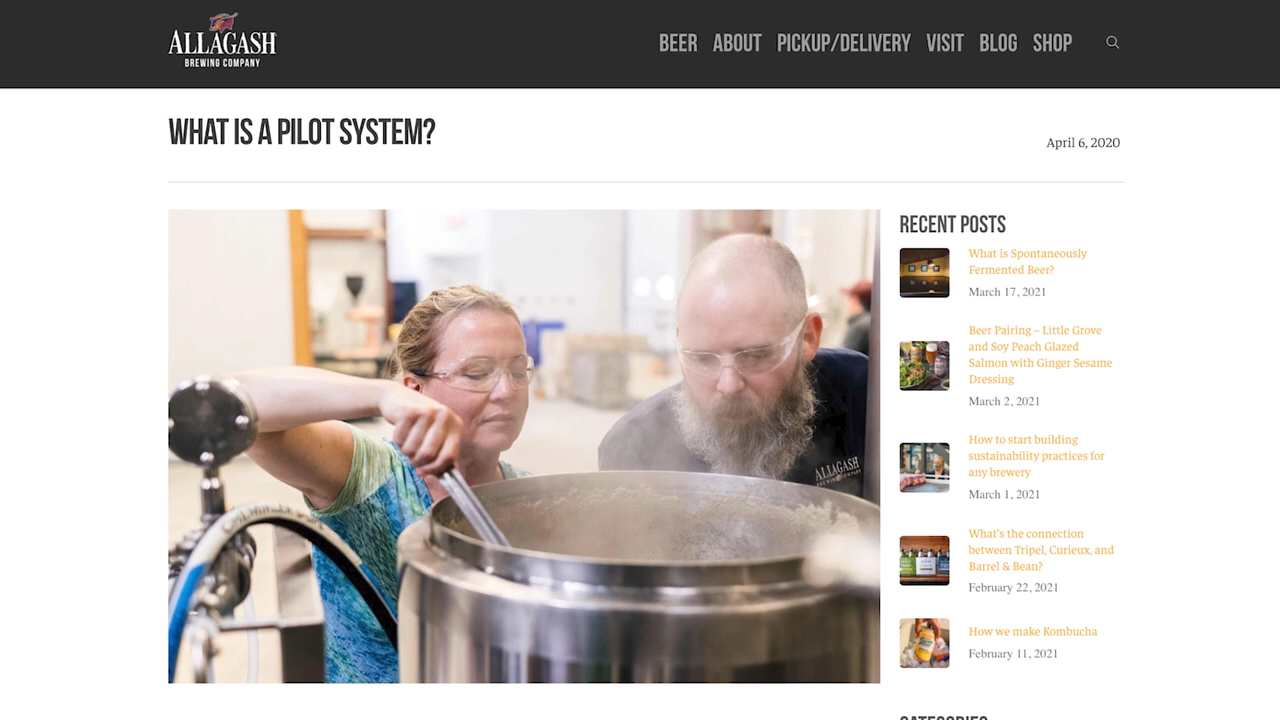 ALLAGASH
BREWING COMPANY
BEER ABOUT PICKUP/DELIVERY VISIT BLOG SHOP
WHAT IS A PILOT SYSTEM?
April 6, 2020
RECENT POSTS
What is Spontaneously
Fermented Beer?
March 17, 2021
Beer Pairing – Little Grove
and Soy Peach Glazed
Salmon with Ginger Sesame
Dressing
March 2, 2021
How to start building
sustainability practices for
any brewery
March 1, 2021
What's the connection
between Tripel, Curieux, and
Barrel & Bean?
February 22, 2021
How we make Kombucha
February 11, 2021
CATEGORIES
ALLAGASH
BREWING COMPANY